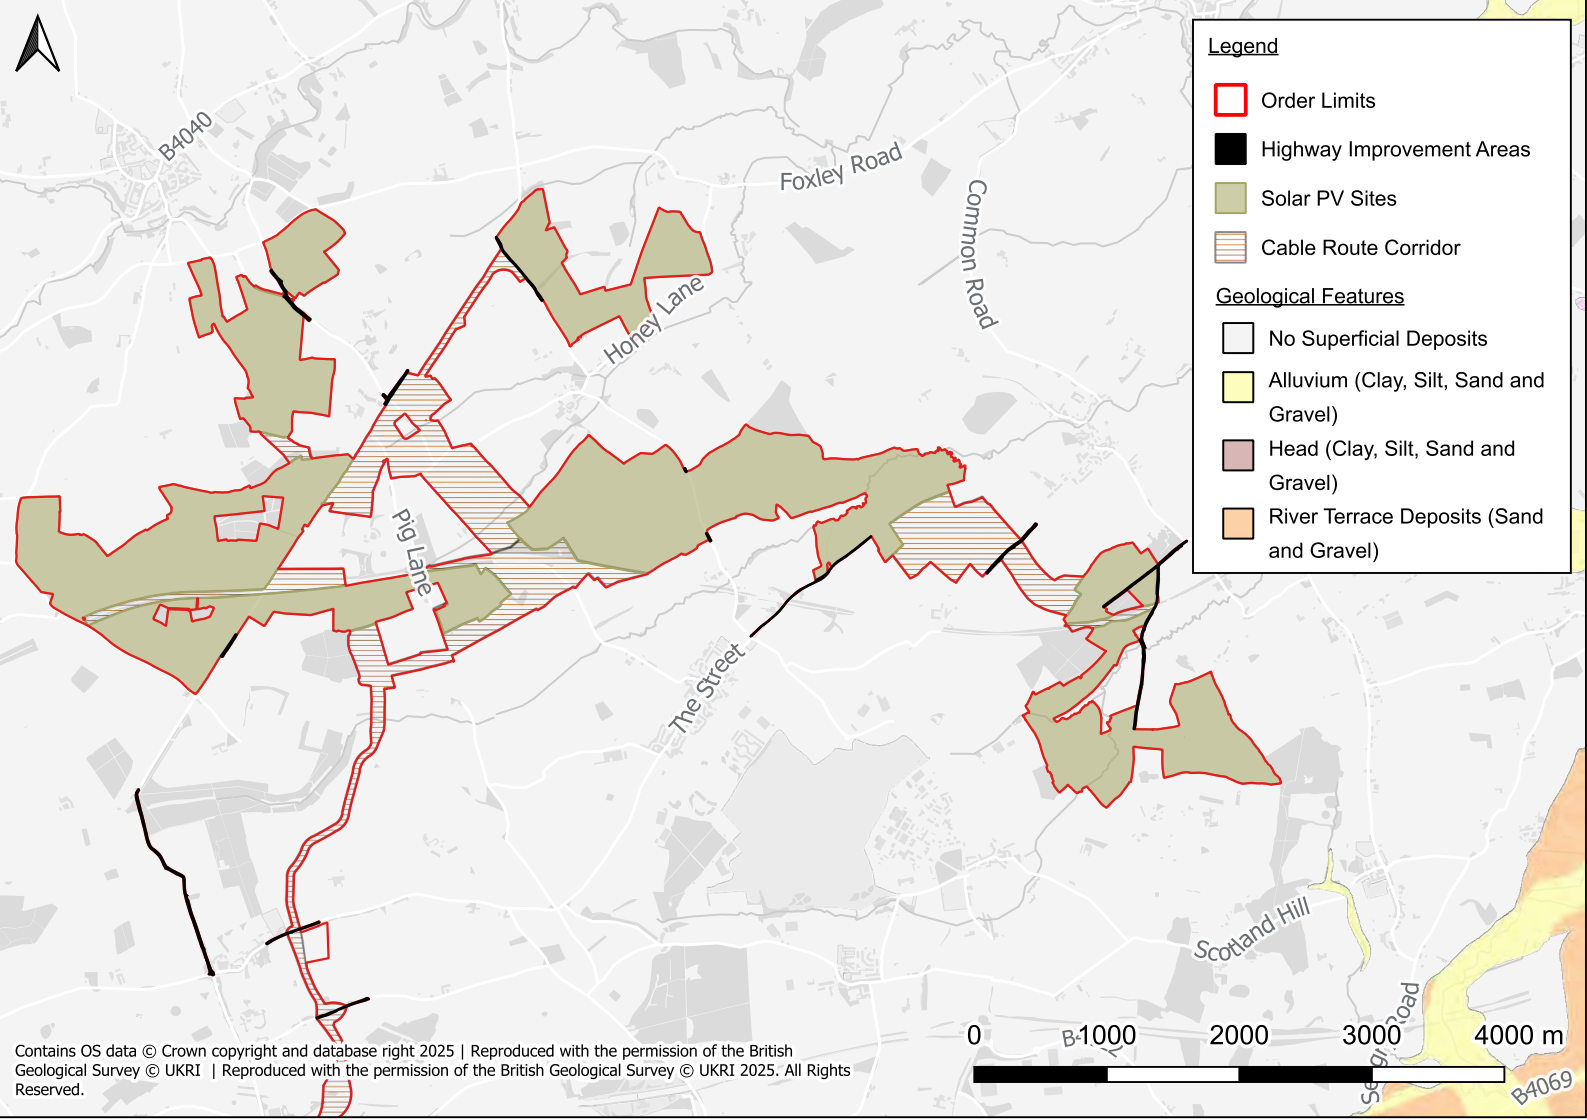 Legend
Order Limits
Highway Improvement Areas
Solar PV Sites
Cable Route Corridor
Geological Features
No Superficial Deposits
Alluvium (Clay, Silt, Sand and
Gravel)
Head (Clay, Silt, Sand and
Gravel)
River Terrace Deposits (Sand
and Gravel)
B4040
Foxley Road
Common Road
Honey Lane
Pig Lane
The Street
Scotland Hill
Road
B4069
0 1000 2000 3000 4000 m
Contains OS data © Crown copyright and database right 2025 | Reproduced with the permission of the British
Geological Survey © UKRI | Reproduced with the permission of the British Geological Survey © UKRI 2025. All Rights
Reserved.